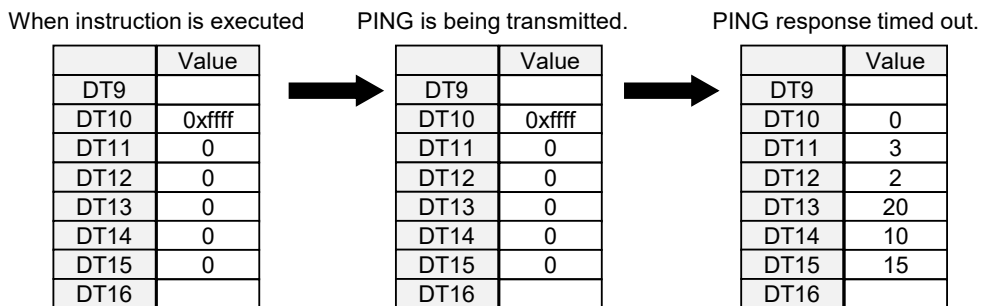 When instruction is executed PING is being transmitted. PING response timed out.
Value Value Value
DT9 DT9 DT9
DT10 0xffff DT10 0xffff DT10 0
DT11 0 DT11 0 DT11 3
DT12 0 DT12 0 DT12 2
DT13 0 DT13 0 DT13 20
DT14 0 DT14 0 DT14 10
DT15 0 DT15 0 DT15 15
DT16 DT16 DT16